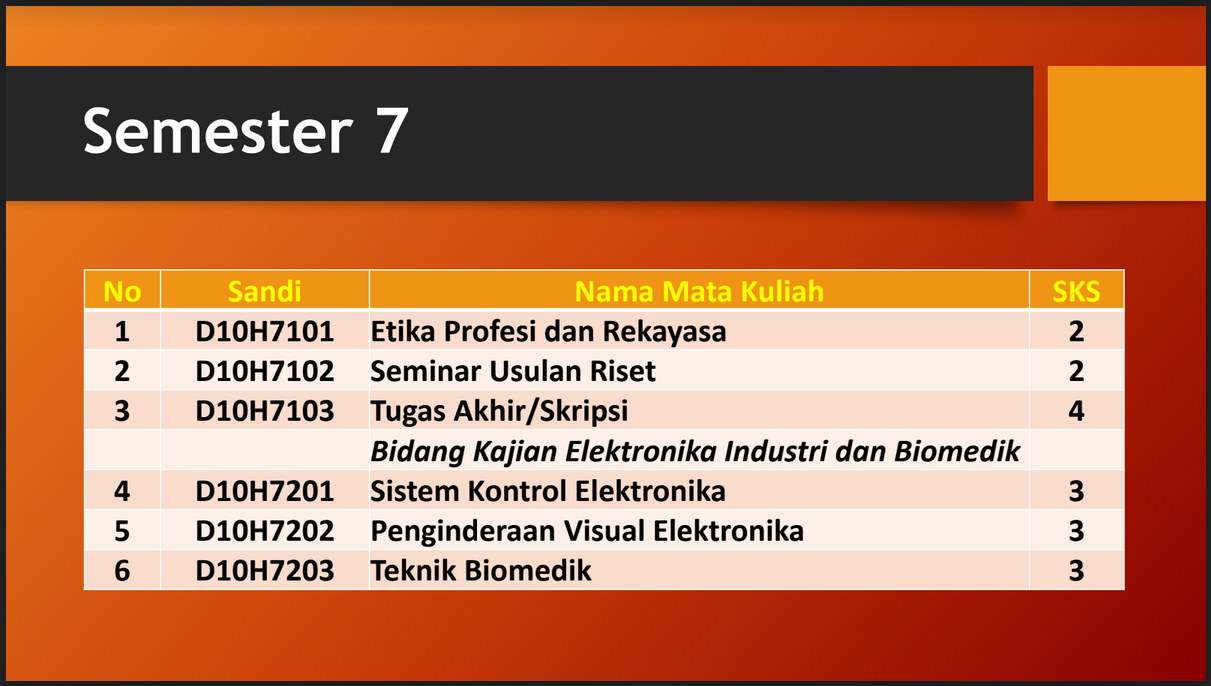 Semester 7
No Sandi Nama Mata Kuliah SKS
1 D10H7101 Etika Profesi dan Rekayasa 2
2 D10H7102 Seminar Usulan Riset 2
3 D10H7103 Tugas Akhir/Skripsi 4
Bidang Kajian Elektronika Industri dan Biomedik
4 D10H7201 Sistem Kontrol Elektronika 3
5 D10H7202 Penginderaan Visual Elektronika 3
6 D10H7203 Teknik Biomedik 3